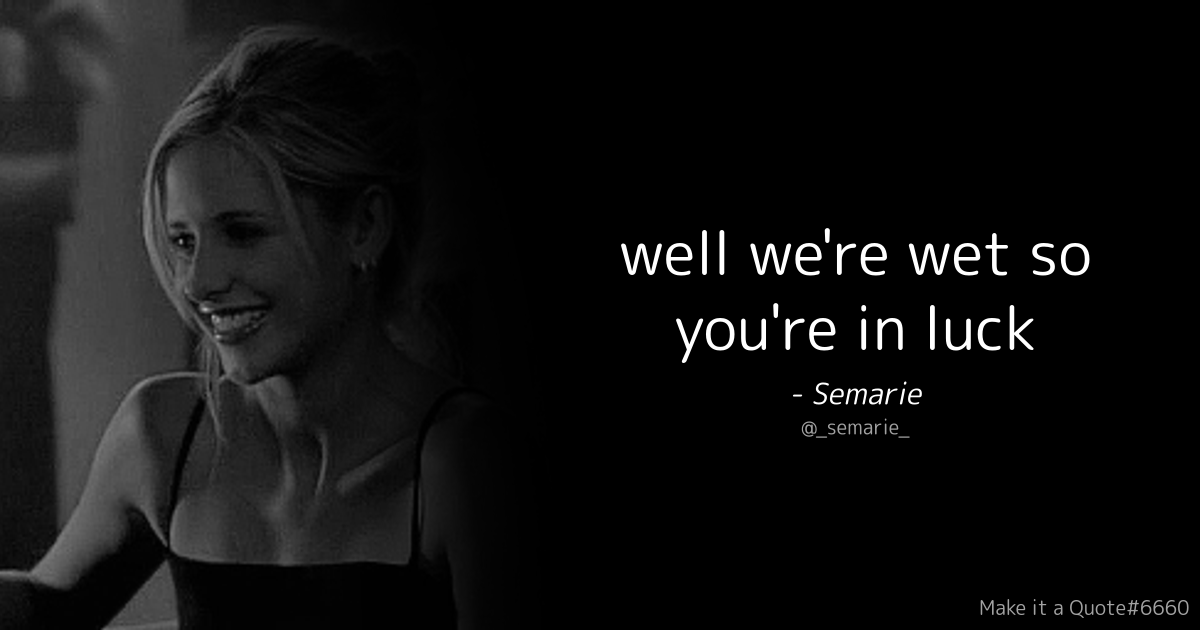 well we're wet so
you're in luck
- Semarie
@_semarie_
Make it a Quote#6660